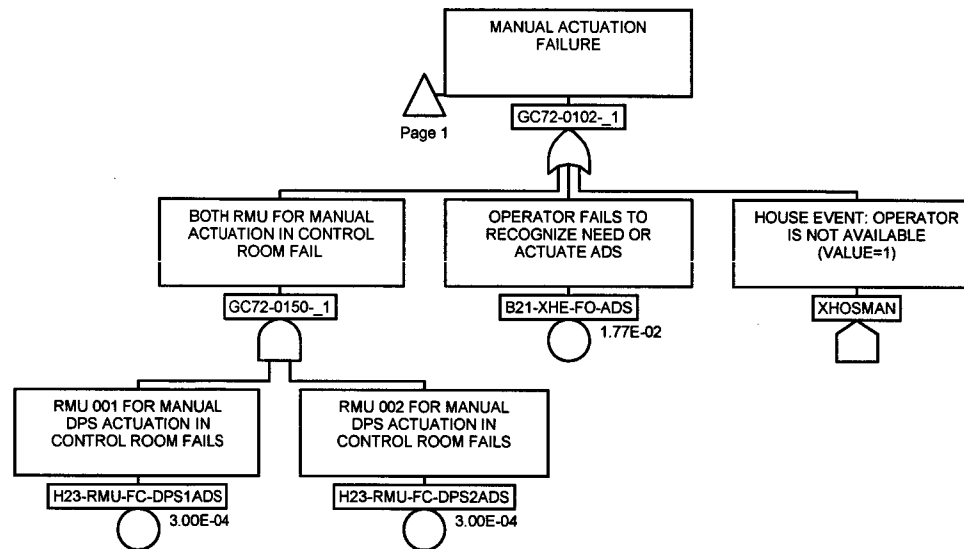 MANUAL ACTUATION
FAILURE
Page 1
GC72-0102-_1
BOTH RMU FOR MANUAL
ACTUATION IN CONTROL
ROOM FAIL
OPERATOR FAILS TO
RECOGNIZE NEED OR
ACTUATE ADS
HOUSE EVENT: OPERATOR
IS NOT AVAILABLE
(VALUE=1)
GC72-0150-_1
B21-XHE-FO-ADS
XHOSMAN
1.77E-02
RMU 001 FOR MANUAL
DPS ACTUATION IN
CONTROL ROOM FAILS
RMU 002 FOR MANUAL
DPS ACTUATION IN
CONTROL ROOM FAILS
H23-RMU-FC-DPS1ADS
H23-RMU-FC-DPS2ADS
3.00E-04
3.00E-04